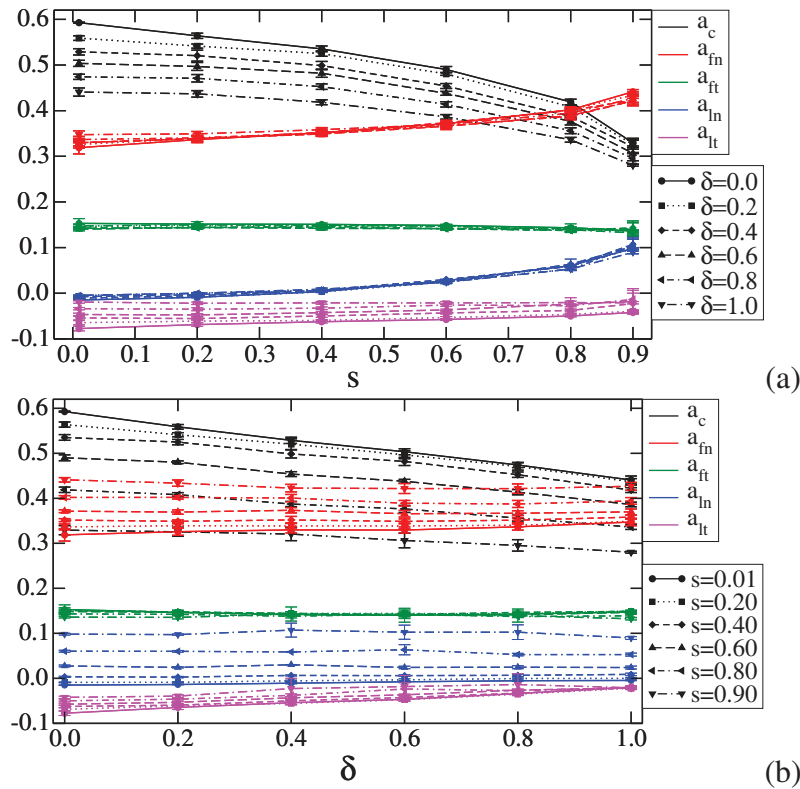 0.6
0.5
0.4
0.3
0.2
0.1
0.0
-0.1
0.0 0.1 0.2 0.3 0.4 0.5 0.6 0.7 0.8 0.9
s
a_c
a_fn
a_ft
a_ln
a_lt
δ=0.0
δ=0.2
δ=0.4
δ=0.6
δ=0.8
δ=1.0
(a)
0.6
0.5
0.4
0.3
0.2
0.1
0.0
-0.1
0.0 0.2 0.4 0.6 0.8 1.0
δ
a_c
a_fn
a_ft
a_ln
a_lt
s=0.01
s=0.20
s=0.40
s=0.60
s=0.80
s=0.90
(b)